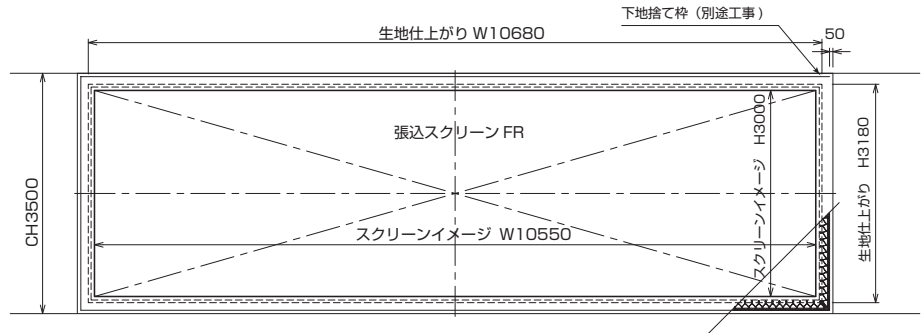 下地捨て枠（別途工事）
生地仕上がり W10680
50
張込スクリーン FR
スクリーンイメージ H3000
生地仕上がり H3180
CH3500
スクリーンイメージ W10550